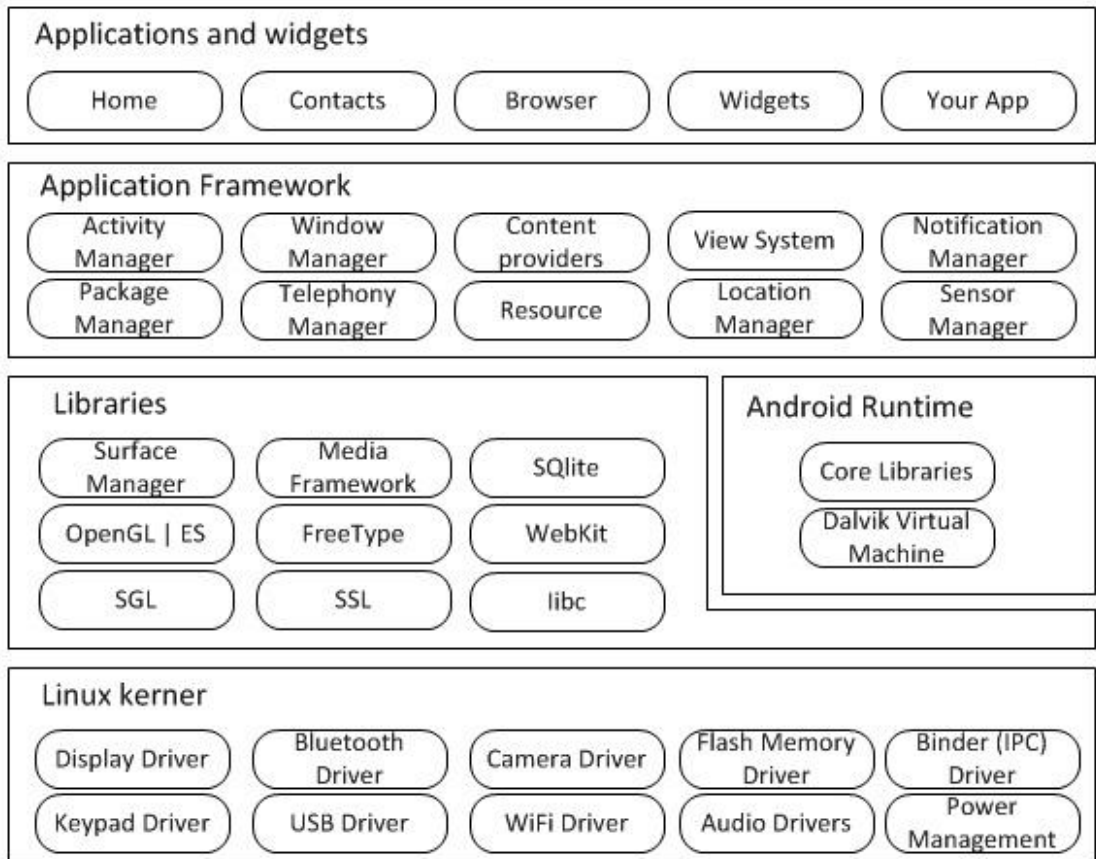 Applications and widgets
Home
Contacts
Browser
Widgets
Your App
Application Framework
Activity
Manager
Window
Manager
Content
providers
View System
Notification
Manager
Package
Manager
Telephony
Manager
Resource
Location
Manager
Sensor
Manager
Libraries
Surface
Manager
Media
Framework
SQlite
OpenGL | ES
FreeType
WebKit
SGL
SSL
libc
Android Runtime
Core Libraries
Dalvik Virtual
Machine
Linux kerner
Display Driver
Bluetooth
Driver
Camera Driver
Flash Memory
Driver
Binder (IPC)
Driver
Keypad Driver
USB Driver
WiFi Driver
Audio Drivers
Power
Management